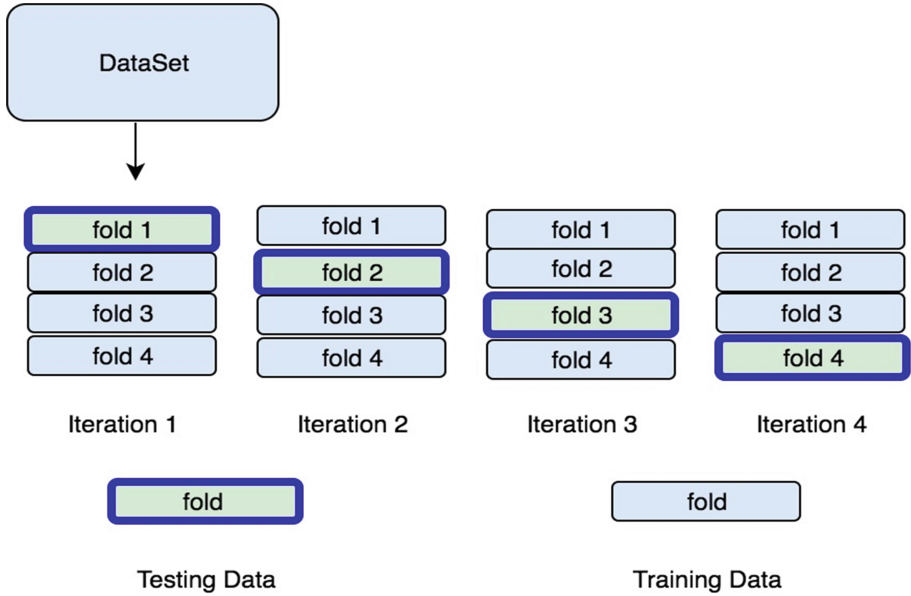 DataSet
fold 1
fold 2
fold 3
fold 4
Iteration 1
fold 1
fold 2
fold 3
fold 4
Iteration 2
fold 1
fold 2
fold 3
fold 4
Iteration 3
fold 1
fold 2
fold 3
fold 4
Iteration 4
fold
Testing Data
fold
Training Data